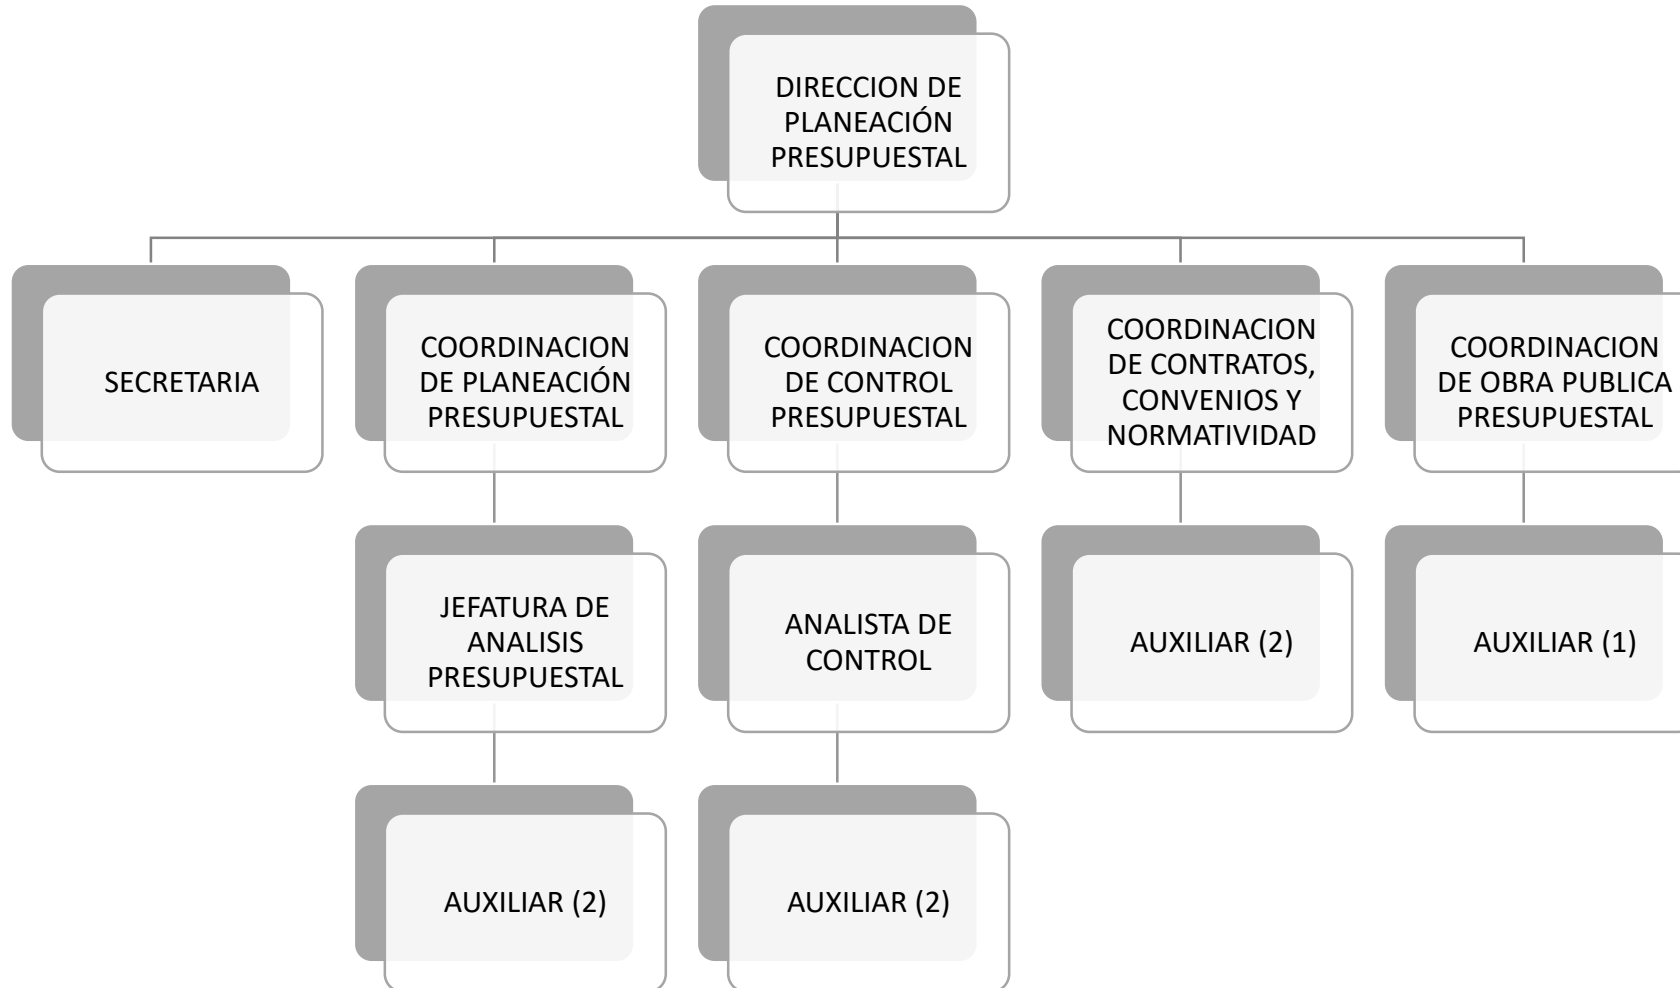 DIRECCION DE
PLANEACIÓN
PRESUPUESTAL
SECRETARIA
COORDINACION
DE PLANEACIÓN
PRESUPUESTAL
COORDINACION
DE CONTROL
PRESUPUESTAL
COORDINACION
DE CONTRATOS,
CONVENIOS Y
NORMATIVIDAD
COORDINACION
DE OBRA PUBLICA
PRESUPUESTAL
JEFATURA DE
ANALISIS
PRESUPUESTAL
ANALISTA DE
CONTROL
AUXILIAR (2)
AUXILIAR (1)
AUXILIAR (2)
AUXILIAR (2)